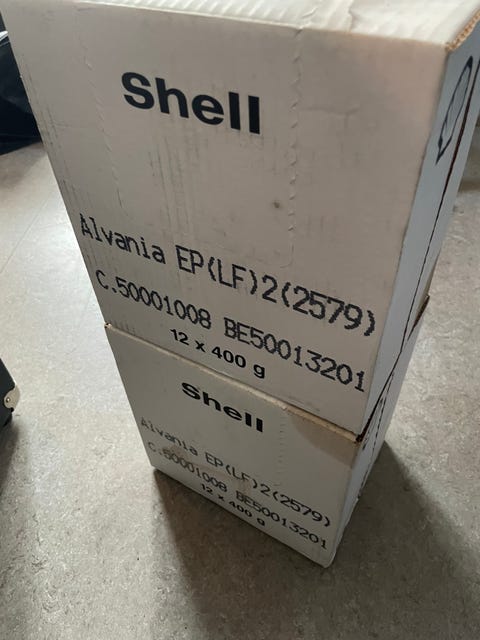 Shell
Alvania EP(LF)2(2579)
C.50001008 BE50013201
12 x 400 g
Shell
Alvania EP(LF)2(2579)
C.50001008 BE50013201
12 x 400 g